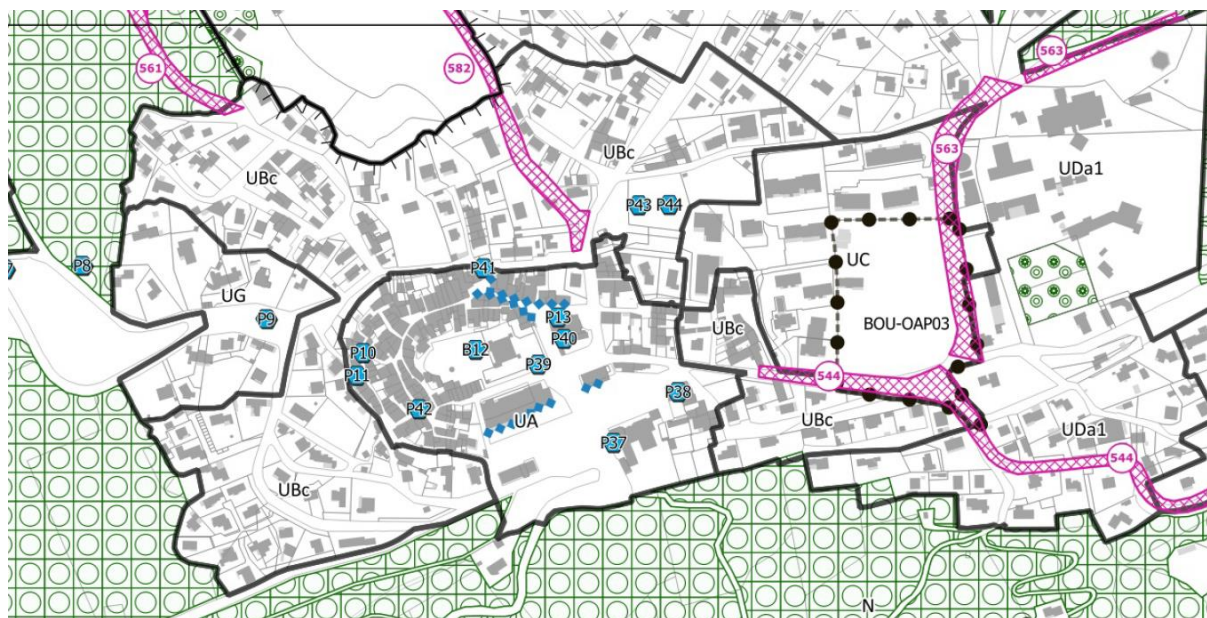 563
561
582
563
UBc
UBc
UDa1
P43 P44
P8
P41
UG
UC
P9
P13
BOU-OAP03
UBc
P10
P40
B12
P39
P11
544
P38
P42
UA
UBc
UDa1
P37
544
UBc
N